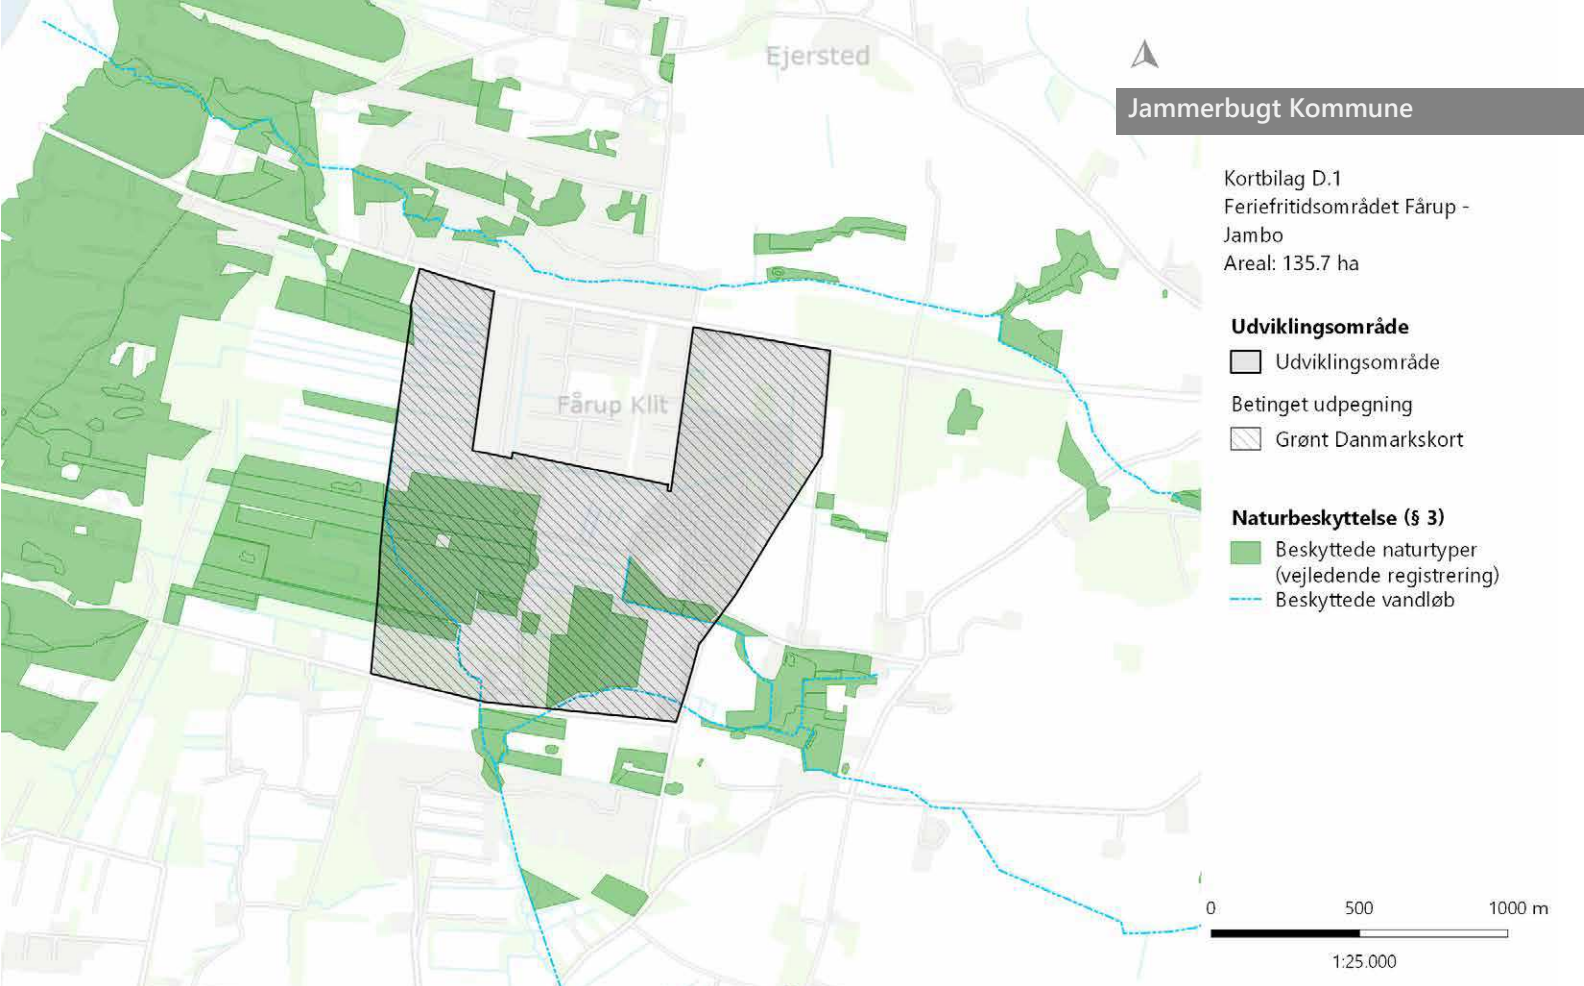 Ejersted
Jammerbugt Kommune
Kortbilag D.1
Feriefritidsområdet Fårup -
Jambo
Areal: 135.7 ha
Udviklingsområde
Udviklingsområde
Betinget udpegning
Grønt Danmarkskort
Fårup Klit
Naturbeskyttelse (§ 3)
Beskyttede naturtyper
(vejledende registrering)
Beskyttede vandløb
0 500 1000 m
1:25.000